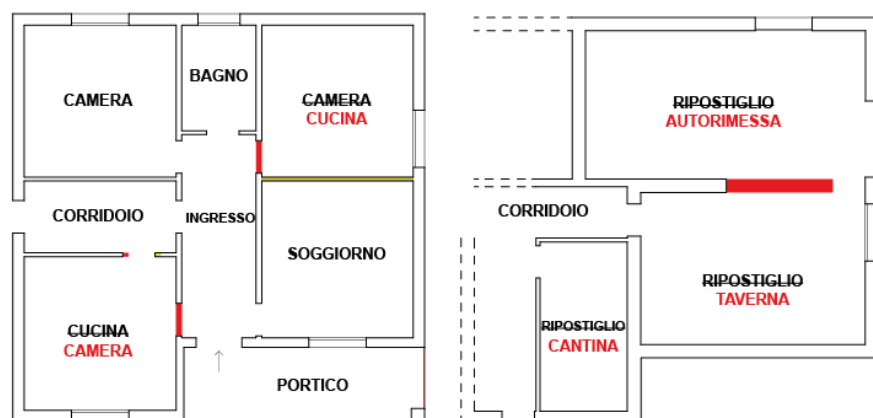 BAGNO
CAMERA
CAMERA
CUCINA
CORRIDOIO
INGRESSO
SOGGIORNO
CUCINA
CAMERA
PORTICO
RIPOSTIGLIO
AUTORIMESSA
CORRIDOIO
RIPOSTIGLIO
TAVERNA
RIPOSTIGLIO
CANTINA